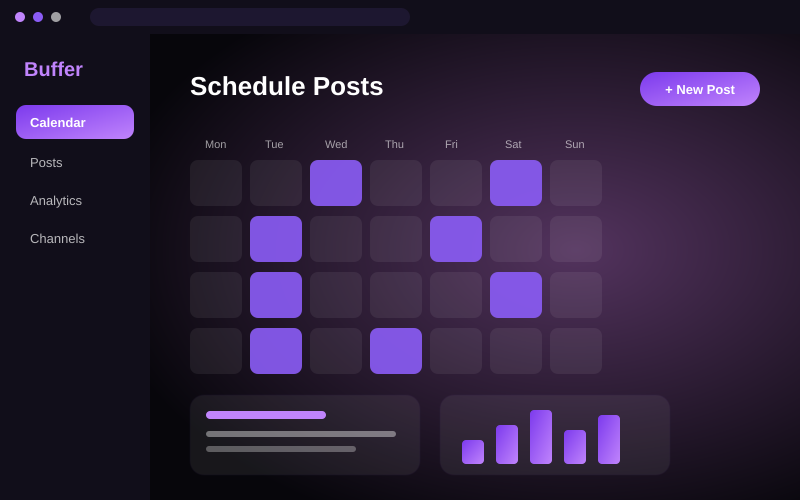 Buffer
Calendar
Posts
Analytics
Channels
Schedule Posts
+ New Post
Mon Tue Wed Thu Fri Sat Sun